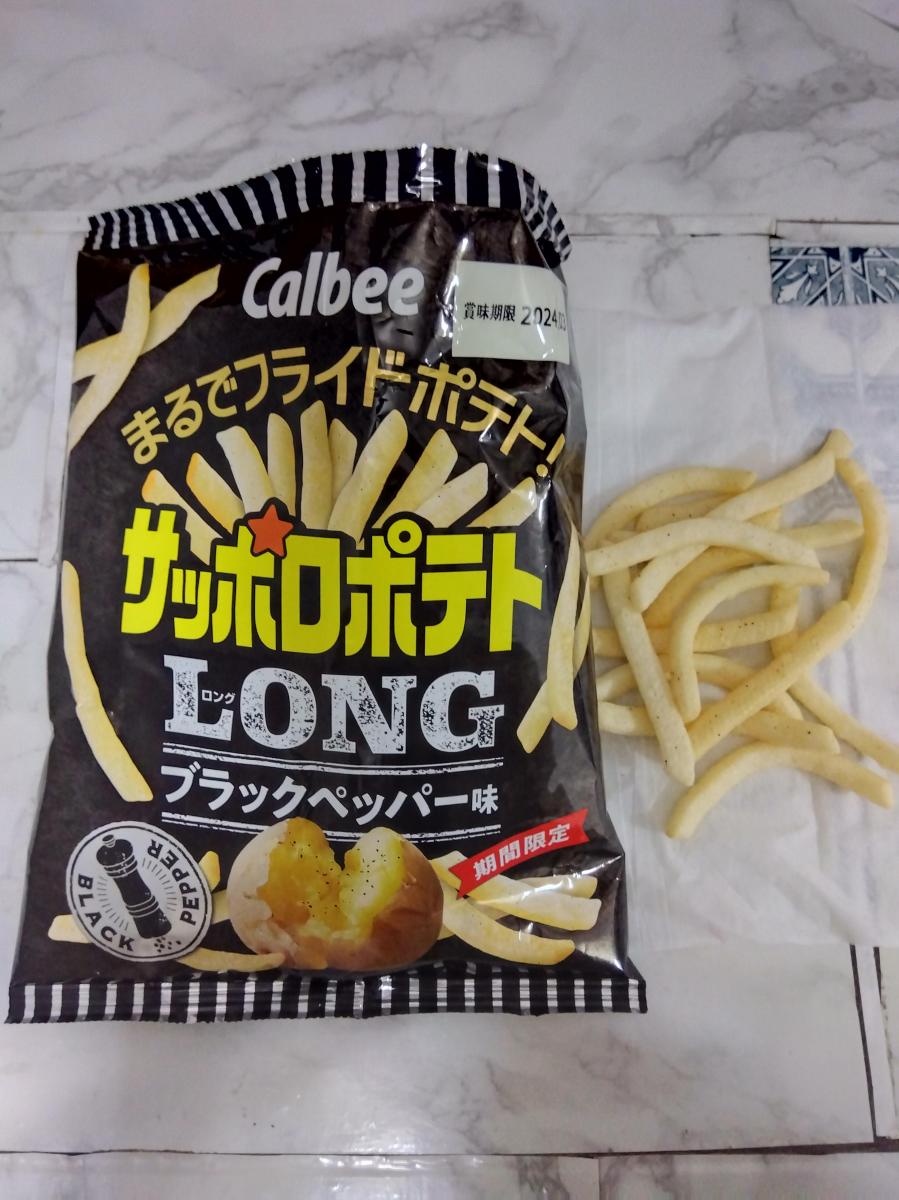 Calbee
賞味期限 2024.03
まるでフライドポテト!
サッポロポテト
ロング
LONG
ブラックペッパー味
期間限定
BLACK PEPPER